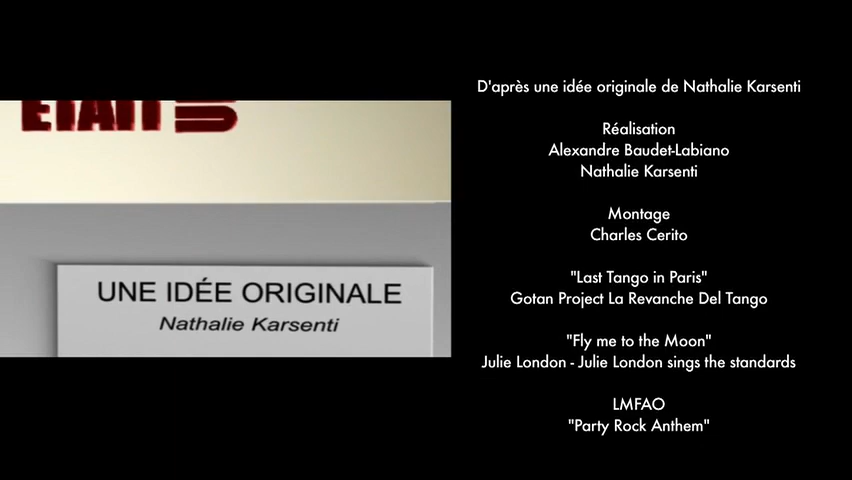 UNE IDÉE ORIGINALE
Nathalie Karsenti
D'après une idée originale de Nathalie Karsenti
Réalisation
Alexandre Baudet-Labiano
Nathalie Karsenti
Montage
Charles Cerito
"Last Tango in Paris"
Gotan Project La Revanche Del Tango
"Fly me to the Moon"
Julie London - Julie London sings the standards
LMFAO
"Party Rock Anthem"